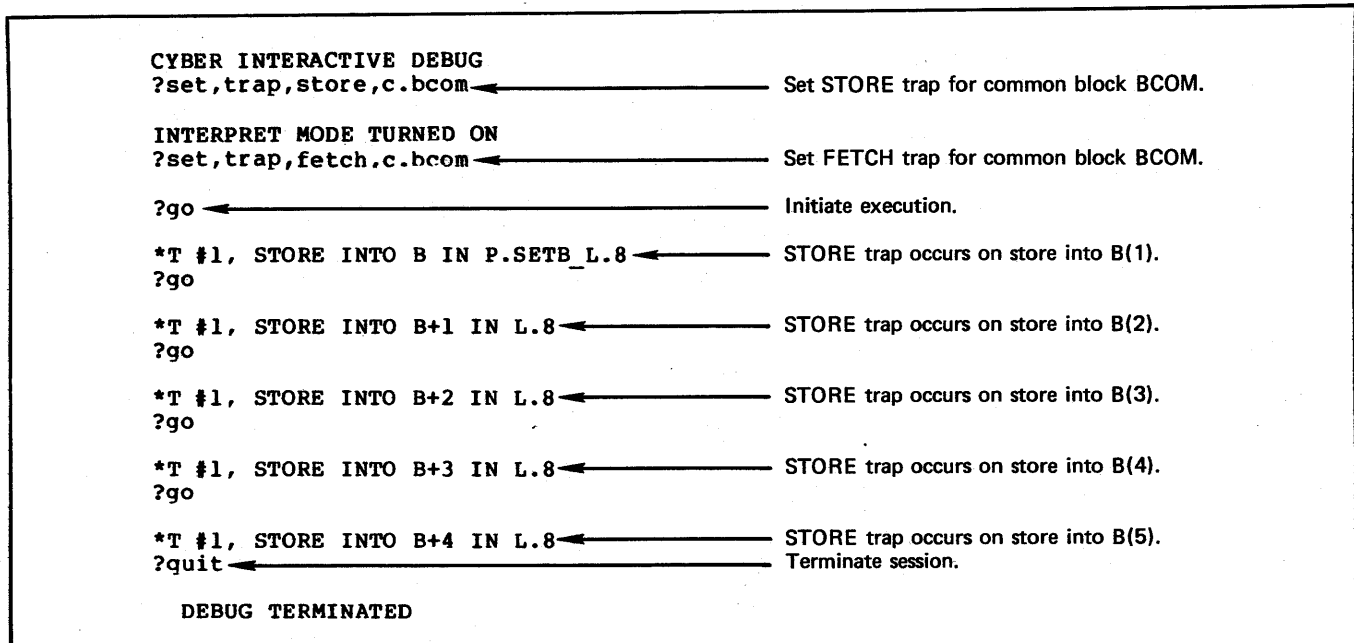 CYBER INTERACTIVE DEBUG
?set,trap,store,c.bcom Set STORE trap for common block BCOM.
INTERPRET MODE TURNED ON
?set,trap,fetch,c.bcom Set FETCH trap for common block BCOM.
?go Initiate execution.
*T #1, STORE INTO B IN P.SETB_L.8 STORE trap occurs on store into B(1).
?go
*T #1, STORE INTO B+1 IN L.8 STORE trap occurs on store into B(2).
?go
*T #1, STORE INTO B+2 IN L.8 STORE trap occurs on store into B(3).
?go
*T #1, STORE INTO B+3 IN L.8 STORE trap occurs on store into B(4).
?go
*T #1, STORE INTO B+4 IN L.8 STORE trap occurs on store into B(5).
?quit Terminate session.
DEBUG TERMINATED